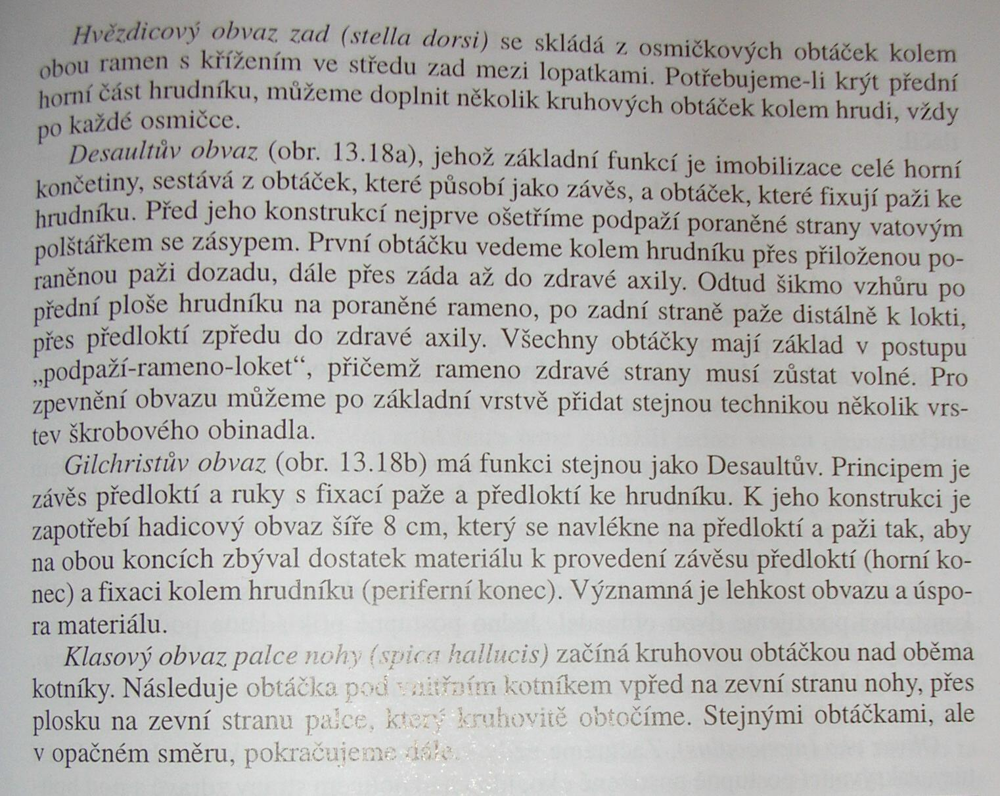 Hvězdicový obvaz zad (stella dorsi) se skládá z osmičkových obtáček kolem
obou ramen s křížením ve středu zad mezi lopatkami. Potřebujeme-li krýt přední
horní část hrudníku, můžeme doplnit několik kruhových obtáček kolem hrudi, vždy
po každé osmičce.
Desaultův obvaz (obr. 13.18a), jehož základní funkcí je imobilizace celé horní
končetiny, sestává z obtáček, které působí jako závěs, a obtáček, které fixují paži ke
hrudníku. Před jeho konstrukcí nejprve ošetříme podpaží poraněné strany vatovým
polštářkem se zásypem. První obtáčku vedeme kolem hrudníku přes přiloženou po-
raněnou paži dozadu, dále přes záda až do zdravé axily. Odtud šikmo vzhůru po
přední ploše hrudníku na poraněné rameno, po zadní straně paže distálně k lokti,
přes předloktí zpředu do zdravé axily. Všechny obtáčky mají základ v postupu
„podpaží-rameno-loket“, přičemž rameno zdravé strany musí zůstat volné. Pro
zpevnění obvazu můžeme po základní vrstvě přidat stejnou technikou několik vrs-
tev škrobového obinadla.
Gilchristův obvaz (obr. 13.18b) má funkci stejnou jako Desaultův. Principem je
závěs předloktí a ruky s fixací paže a předloktí ke hrudníku. K jeho konstrukci je
zapotřebí hadicový obvaz šíře 8 cm, který se navlékne na předloktí a paži tak, aby
na obou koncích zbýval dostatek materiálu k provedení závěsu předloktí (horní ko-
nec) a fixaci kolem hrudníku (periferní konec). Významná je lehkost obvazu a úspo-
ra materiálu.
Klasový obvaz palce nohy (spica hallucis) začíná kruhovou obtáčkou nad oběma
kotníky. Následuje obtáčka pod vnitřním kotníkem vpřed na zevní stranu nohy, přes
plosku na zevní stranu palce, který kruhovitě obtočíme. Stejnými obtáčkami, ale
v opačném směru, pokračujeme dále.